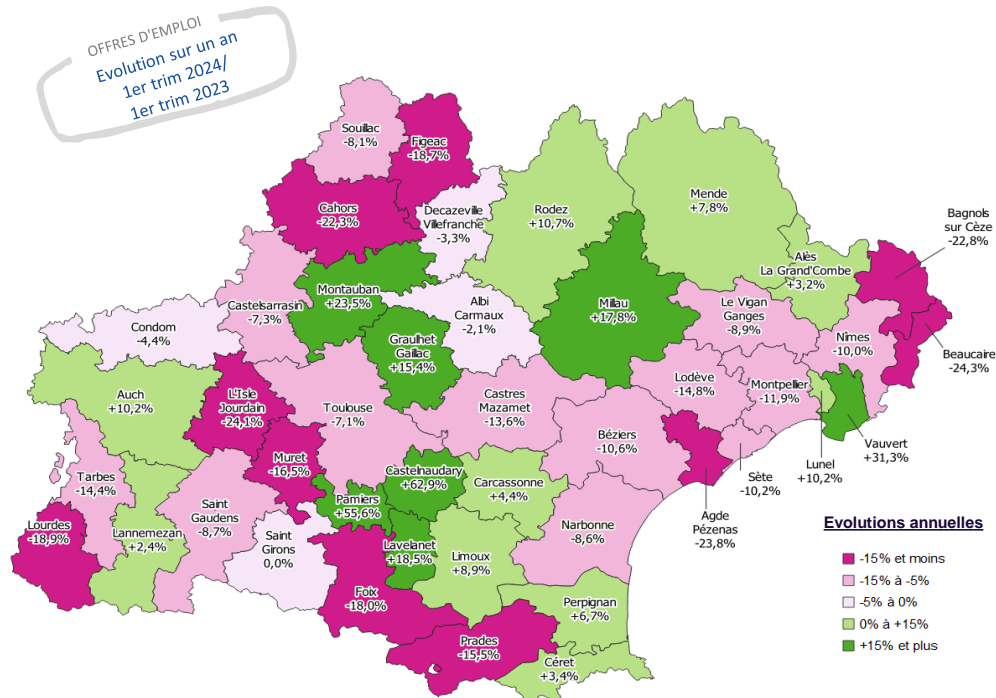 OFFRES D'EMPLOI
Evolution sur un an
1er trim 2024/
1er trim 2023
Souillac
-8,1%
Figeac
-18,7%
Cahors
-22,3%
Decazeville
Villefranche
-3,3%
Rodez
+10,7%
Mende
+7,8%
Bagnols
sur Cèze
-22,8%
Alès
La Grand'Combe
+3,2%
Montauban
+23,5%
Castelsarrasin
-7,3%
Albi
Carmaux
-2,1%
Millau
+17,8%
Le Vigan
Ganges
-8,9%
Condom
-4,4%
Graulhet
Gaillac
+15,4%
Nîmes
-10,0%
Beaucaire
-24,3%
Auch
+10,2%
L'Isle
Jourdain
-24,1%
Toulouse
-7,1%
Castres
Mazamet
-13,6%
Lodève
-14,8%
Montpellier
-11,9%
Béziers
-10,6%
Vauvert
+31,3%
Muret
-16,5%
Castelnaudary
+62,9%
Carcassonne
+4,4%
Lunel
+10,2%
Sète
-10,2%
Tarbes
-14,4%
Saint
Gaudens
-8,7%
Pamiers
+55,6%
Agde
Pézenas
-23,8%
Lourdes
-18,9%
Lannemezan
+2,4%
Saint
Girons
0,0%
Lavelanet
+18,5%
Limoux
+8,9%
Narbonne
-8,6%
Foix
-18,0%
Perpignan
+6,7%
Prades
-15,5%
Céret
+3,4%
Evolutions annuelles
-15% et moins
-15% à -5%
-5% à 0%
0% à +15%
+15% et plus